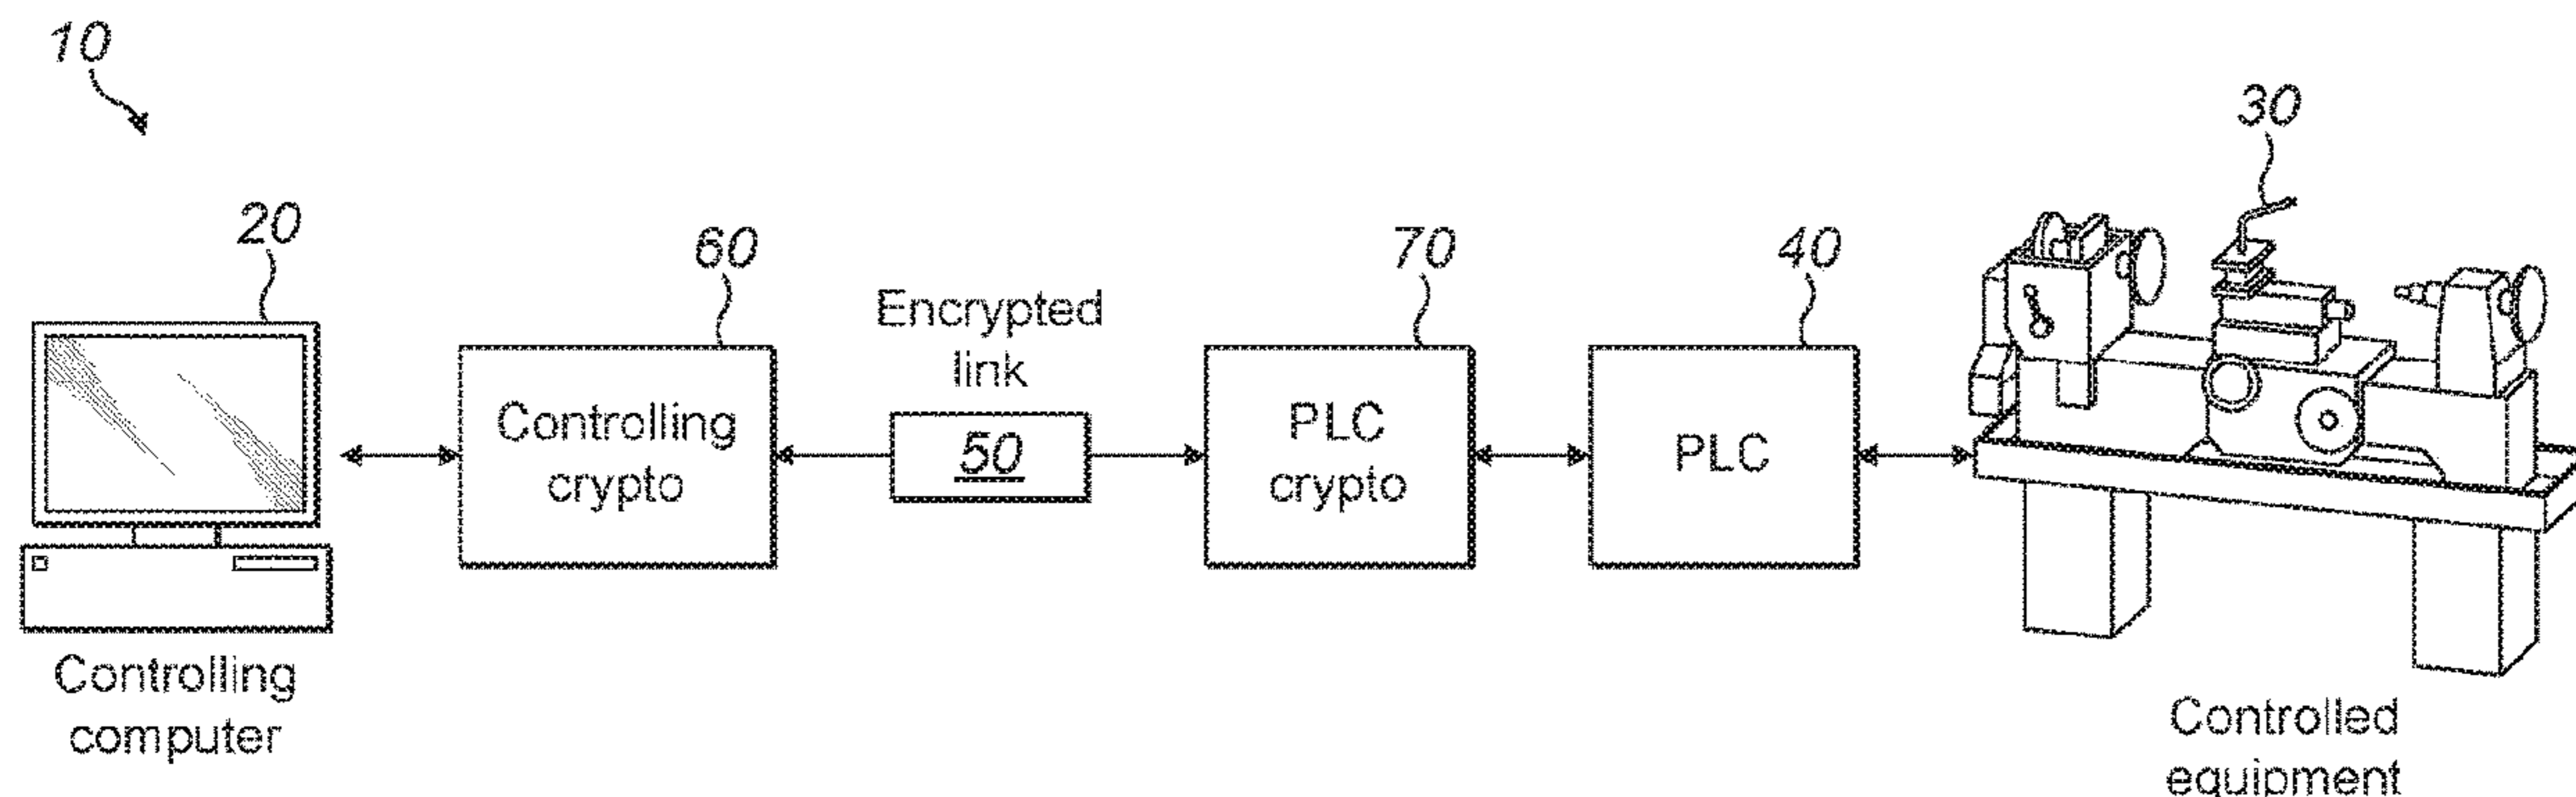 10
20
60
70
40
30
Encrypted
link
50
Controlling
crypto
PLC
crypto
PLC
Controlling
computer
Controlled
equipment